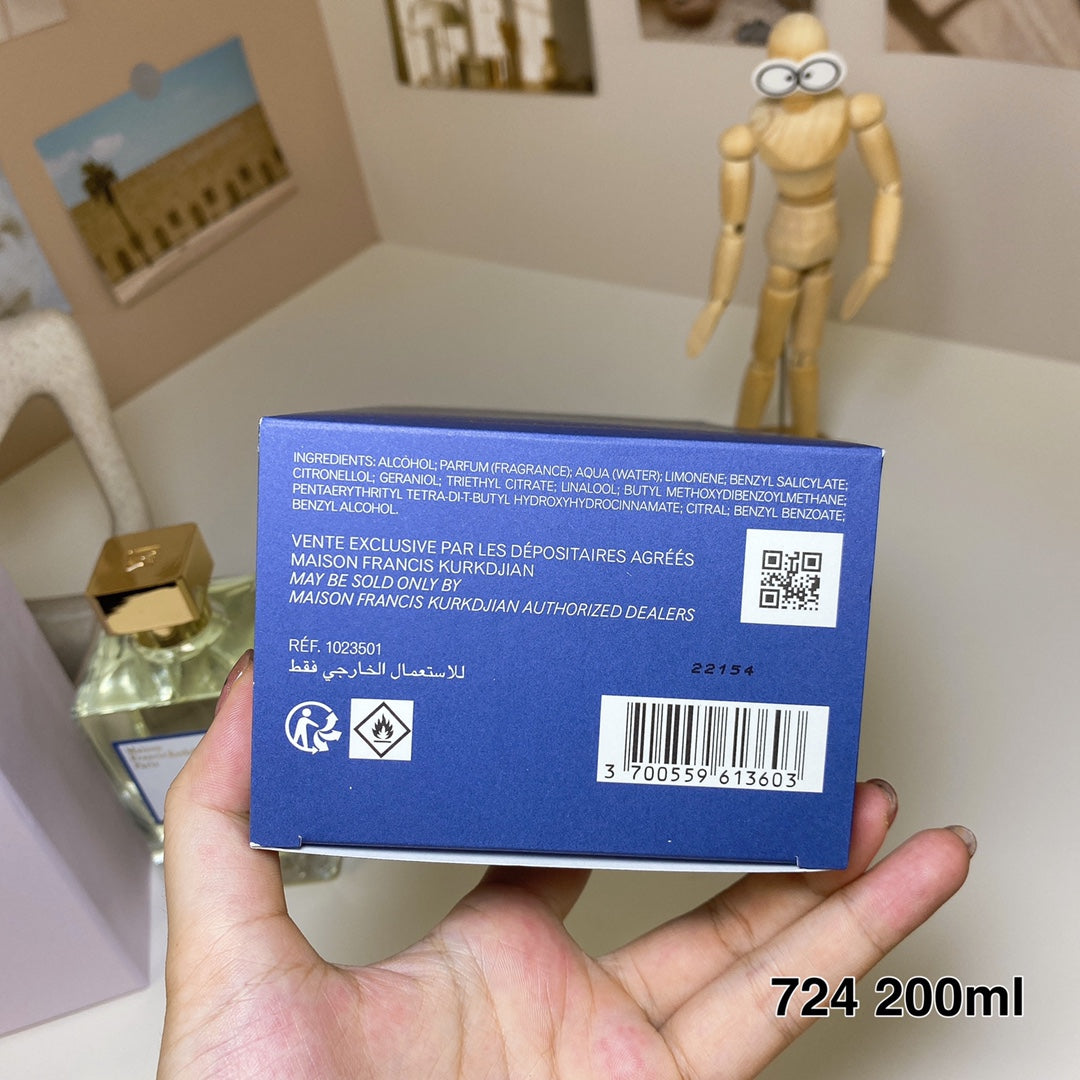 INGREDIENTS: ALCOHOL; PARFUM (FRAGRANCE); AQUA (WATER); LIMONENE; BENZYL SALICYLATE;
CITRONELLOL; GERANIOL; TRIETHYL CITRATE; LINALOOL; BUTYL METHOXYDIBENZOYLMETHANE;
PENTAERYTHRITYL TETRA-DI-T-BUTYL HYDROXYHYDROCINNAMATE; CITRAL; BENZYL BENZOATE;
BENZYL ALCOHOL.
VENTE EXCLUSIVE PAR LES DÉPOSITAIRES AGRÉÉS
MAISON FRANCIS KURKDJIAN
MAY BE SOLD ONLY BY
MAISON FRANCIS KURKDJIAN AUTHORIZED DEALERS
RÉF. 1023501
للاستعمال الخارجي فقط
22154
3 700559 613603
Maison
Paris
724 200ml